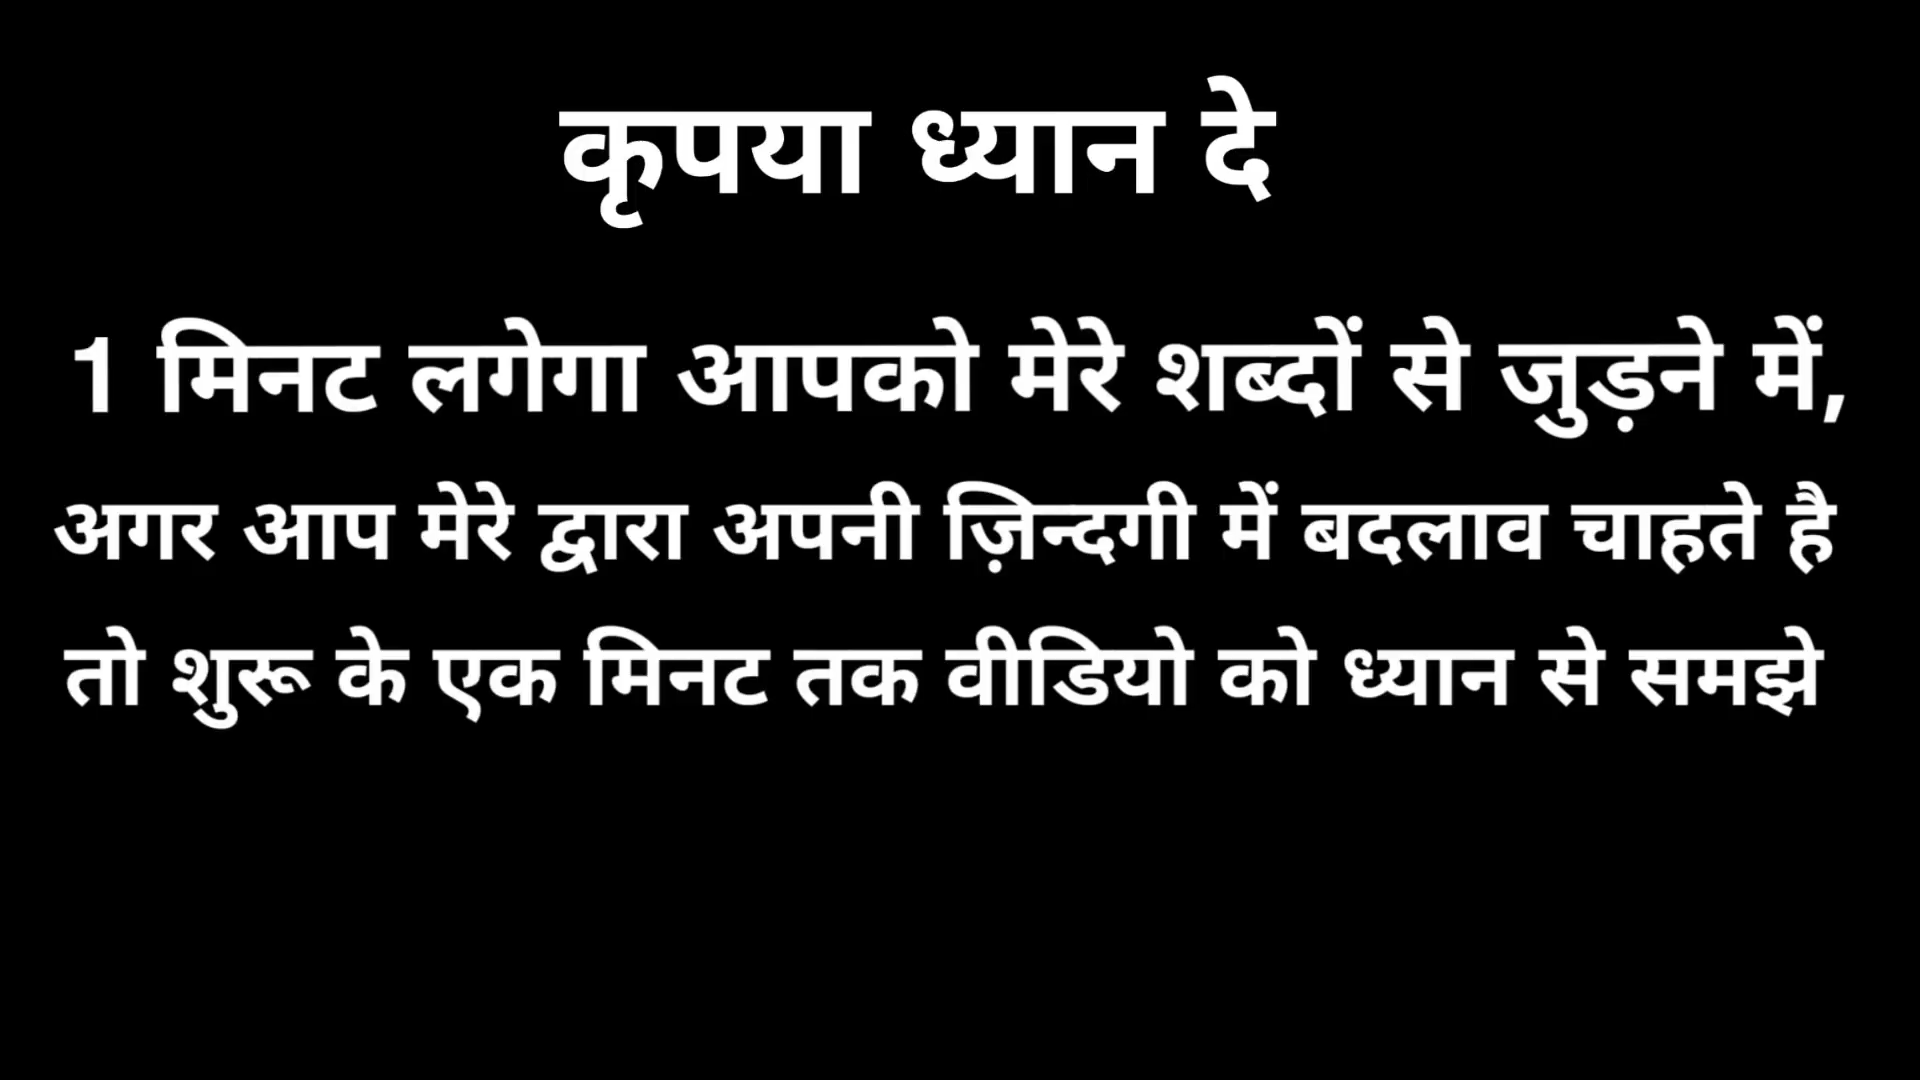 कृपया ध्यान दे
1 मिनट लगेगा आपको मेरे शब्दों से जुड़ने में,
अगर आप मेरे द्वारा अपनी ज़िन्दगी में बदलाव चाहते है
तो शुरू के एक मिनट तक वीडियो को ध्यान से समझे